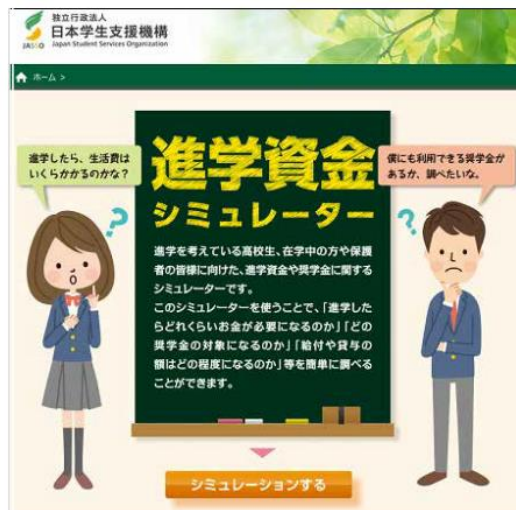 独立行政法人
日本学生支援機構
JASSO Japan Student Services Organization
ホーム >
進学したら、生活費は
いくらかかるのかな？
僕にも利用できる奨学金が
あるか、調べたいな。
進学資金
シミュレーター
進学を考えている高校生、在学中の方や保護
者の皆様に向けた、進学資金や奨学金に関する
シミュレーターです。
このシミュレーターを使うことで、「進学した
らどれくらいお金が必要になるのか」「どの
奨学金の対象になるのか」「給付や貸与の
額はどの程度になるのか」等を簡単に調べる
ことができます。
シミュレーションする